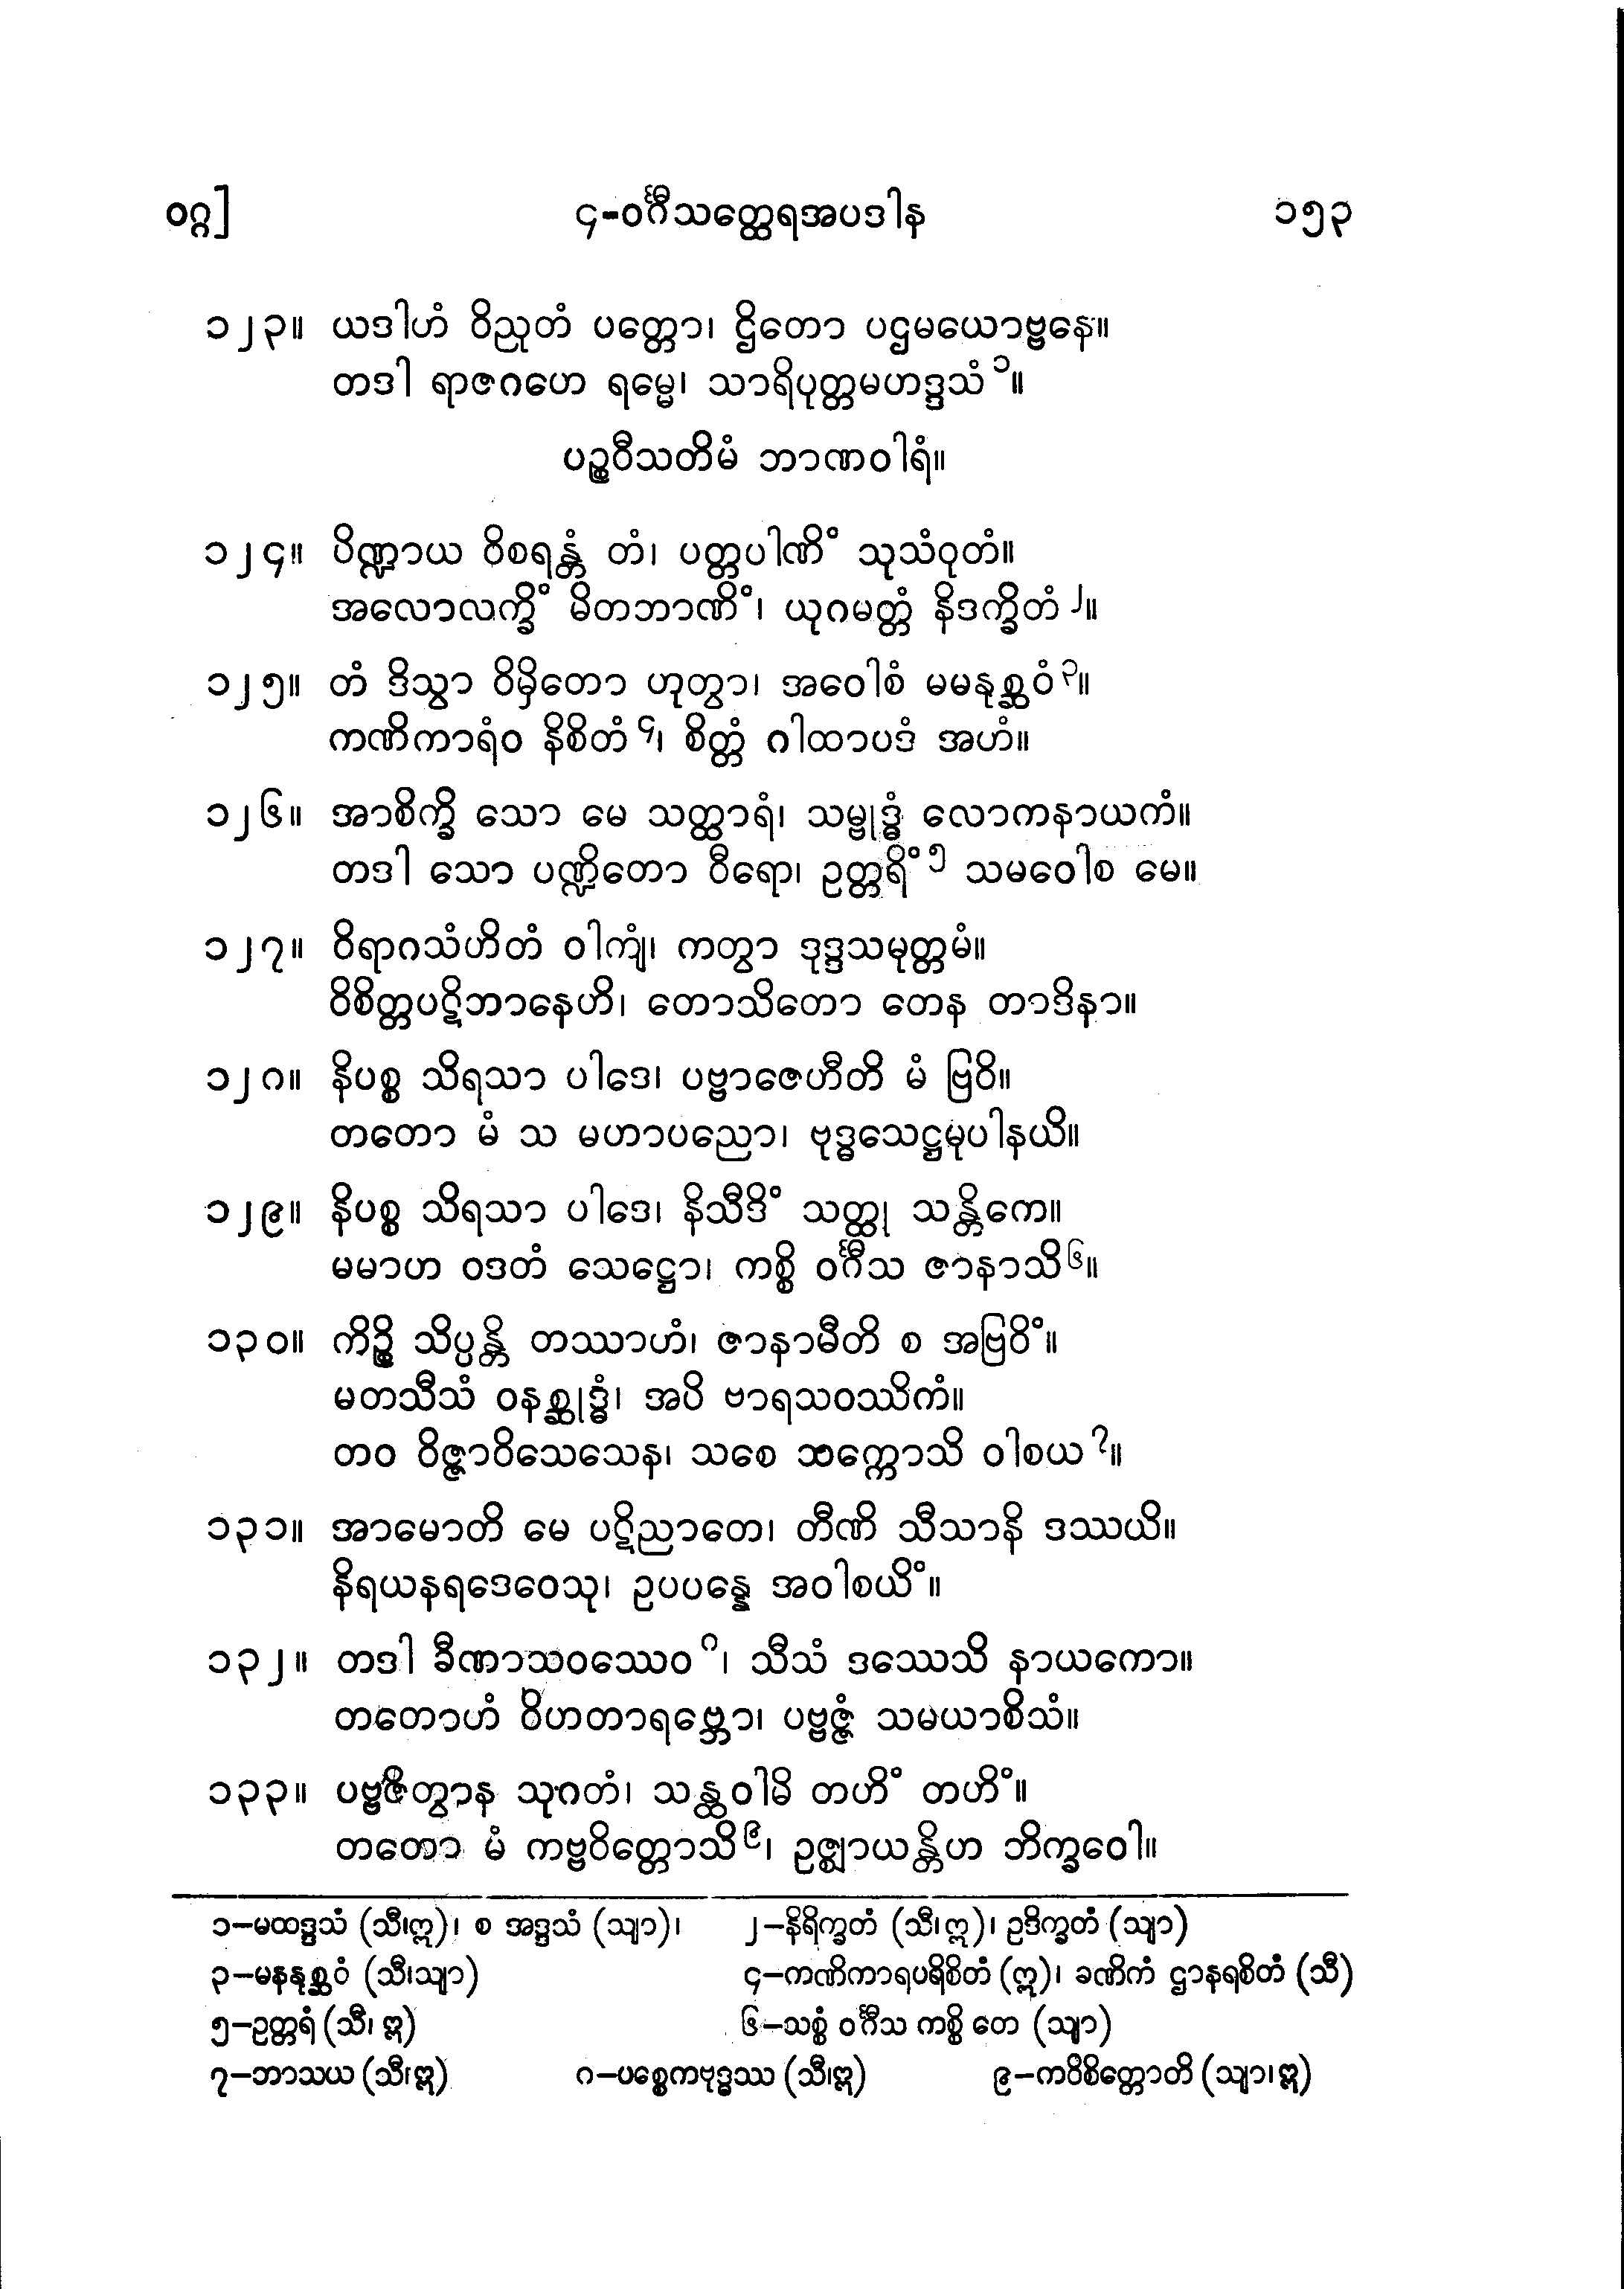 ၀ဂ္ဂ] ၄-ဝင်္ဂီသတ္ထေရအပဒါန ၁၅၃
၁၂၃။ ယဒါဟံ ဝိညုတံ ပတ္တော၊ ဌိတော ပဌမယောဗ္ဗနေ။
တဒါ ရာဇဂဟေ ရမ္မေ၊ သာရိပုတ္တမဟဒ္ဒသံ ၁။
ပဉ္စဝီသတိမံ ဘာဏဝါရံ။
၁၂၄။ ပိဏ္ဍာယ ဝိစရန္တံ တံ၊ ပတ္တပါဏိံ သုသံဝုတံ။
အလောလက္ခိံ မိတဘာဏိံ၊ ယုဂမတ္တံ နိဒက္ခိတံ ၂။
၁၂၅။ တံ ဒိသွာ ဝိမှိတော ဟုတွာ၊ အဝေါစံ မမနုစ္ဆဝံ ၃။
ကဏိကာရံဝ နိစိတံ ၄၊ စိတ္တံ ဂါထာပဒံ အဟံ။
၁၂၆။ အာစိက္ခိ သော မေ သတ္ထာရံ၊ သမ္ဗုဒ္ဓံ လောကနာယကံ။
တဒါ သော ပဏ္ဍိတော ဝီရော၊ ဥတ္တရိံ ၅ သမဝေါစ မေ။
၁၂၇။ ဝိရာဂသံဟိတံ ဝါကျံ၊ ကတွာ ဒုဒ္ဒသမုတ္တမံ။
ဝိစိတ္တပဋိဘာနေဟိ၊ တောသိတော တေန တာဒိနာ။
၁၂၈။ နိပစ္စ သိရသာ ပါဒေ၊ ပဗ္ဗာဇေဟီတိ မံ ဗြဝိ။
တတော မံ သ မဟာပညော၊ ဗုဒ္ဓသေဋ္ဌမုပါနယိ။
၁၂၉။ နိပစ္စ သိရသာ ပါဒေ၊ နိသီဒိံ သတ္ထု သန္တိကေ။
မမာဟ ဝဒတံ သေဋ္ဌော၊ ကစ္စိ ဝင်္ဂီသ ဇာနာသိ ၆။
၁၃၀။ ကိဉ္စိ သိပ္ပန္တိ တဿာဟံ၊ ဇာနာမီတိ စ အဗြဝိံ။
မတသီသံ ဝနစ္ဆုဒ္ဓံ၊ အပိ ဗာရသဝဿိကံ။
တဝ ဝိဇ္ဇာဝိသေသေန၊ သစေ သက္ကောသိ ဝါစယ ၇။
၁၃၁။ အာမောတိ မေ ပဋိညာတေ၊ တီဏိ သီသာနိ ဒဿယိ။
နိရယနရဒေဝေသု၊ ဥပပန္နေ အဝါစယိံ။
၁၃၂။ တဒါ ခီဏာသဝဿေဝ ၈၊ သီသံ ဒဿေသိ နာယကော။
တတောဟံ ဝိဟတာရဗ္ဘော၊ ပဗ္ဗဇ္ဇံ သမယာစိသံ။
၁၃၃။ ပဗ္ဗဇိတွာန သုဂတံ၊ သန္ထဝါမိ တဟိံ တဟိံ။
တတော မံ ကဗ္ဗဝိတ္တောသိ ၉၊ ဥဇ္ဈာယန္တိဟ ဘိက္ခဝေါ။
၁–မထဒ္ဒသံ (သီ၊ဣ)၊ စ အဒ္ဒသံ (သျာ)၊ ၂–နိရိက္ခတံ (သီ၊ဣ)၊ ဥဒိက္ခတံ (သျာ)
၃–မနနုစ္ဆဝံ (သီ၊သျာ) ၄–ကဏိကာရပရိစိတံ (ဣ)၊ ခဏိကံ ဌာနရစိတံ (သီ)
၅–ဥတ္တရံ (သီ၊ ဣ) ၆–သစ္စံ ဝင်္ဂီသ ကစ္စိ တေ (သျာ)
၇–ဘာသယ (သီ၊ဣ) ၈–ပစ္စေကဗုဒ္ဓဿ (သီ၊ဣ) ၉–ကဝိစိတ္တောတိ (သျာ၊ဣ)